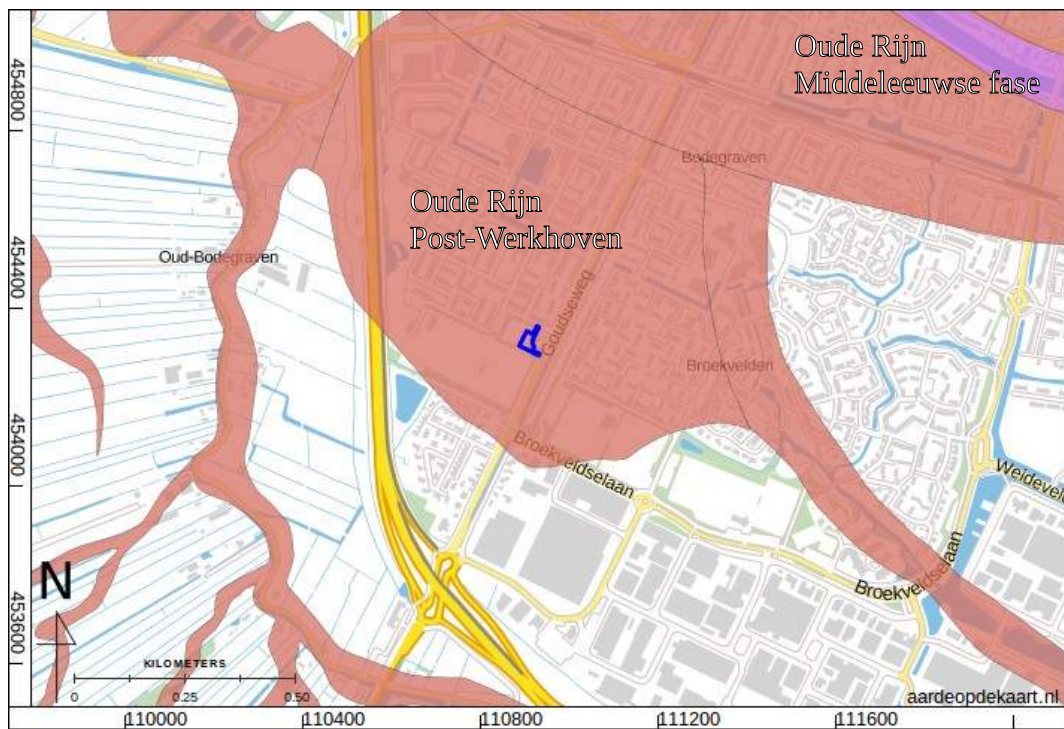 Oude Rijn
Middeleeuwse fase
Bodegraven
Oude Rijn
Post-Werkhoven
Oud-Bodegraven
Goudseweg
Broekvelden
Broekveldselaan
Weidevel
Broekveldselaan
N
KILOMETERS
0 0.25 0.50
aardeopdekaart.nl
454800
454400
454000
453600
110000 110400 110800 111200 111600